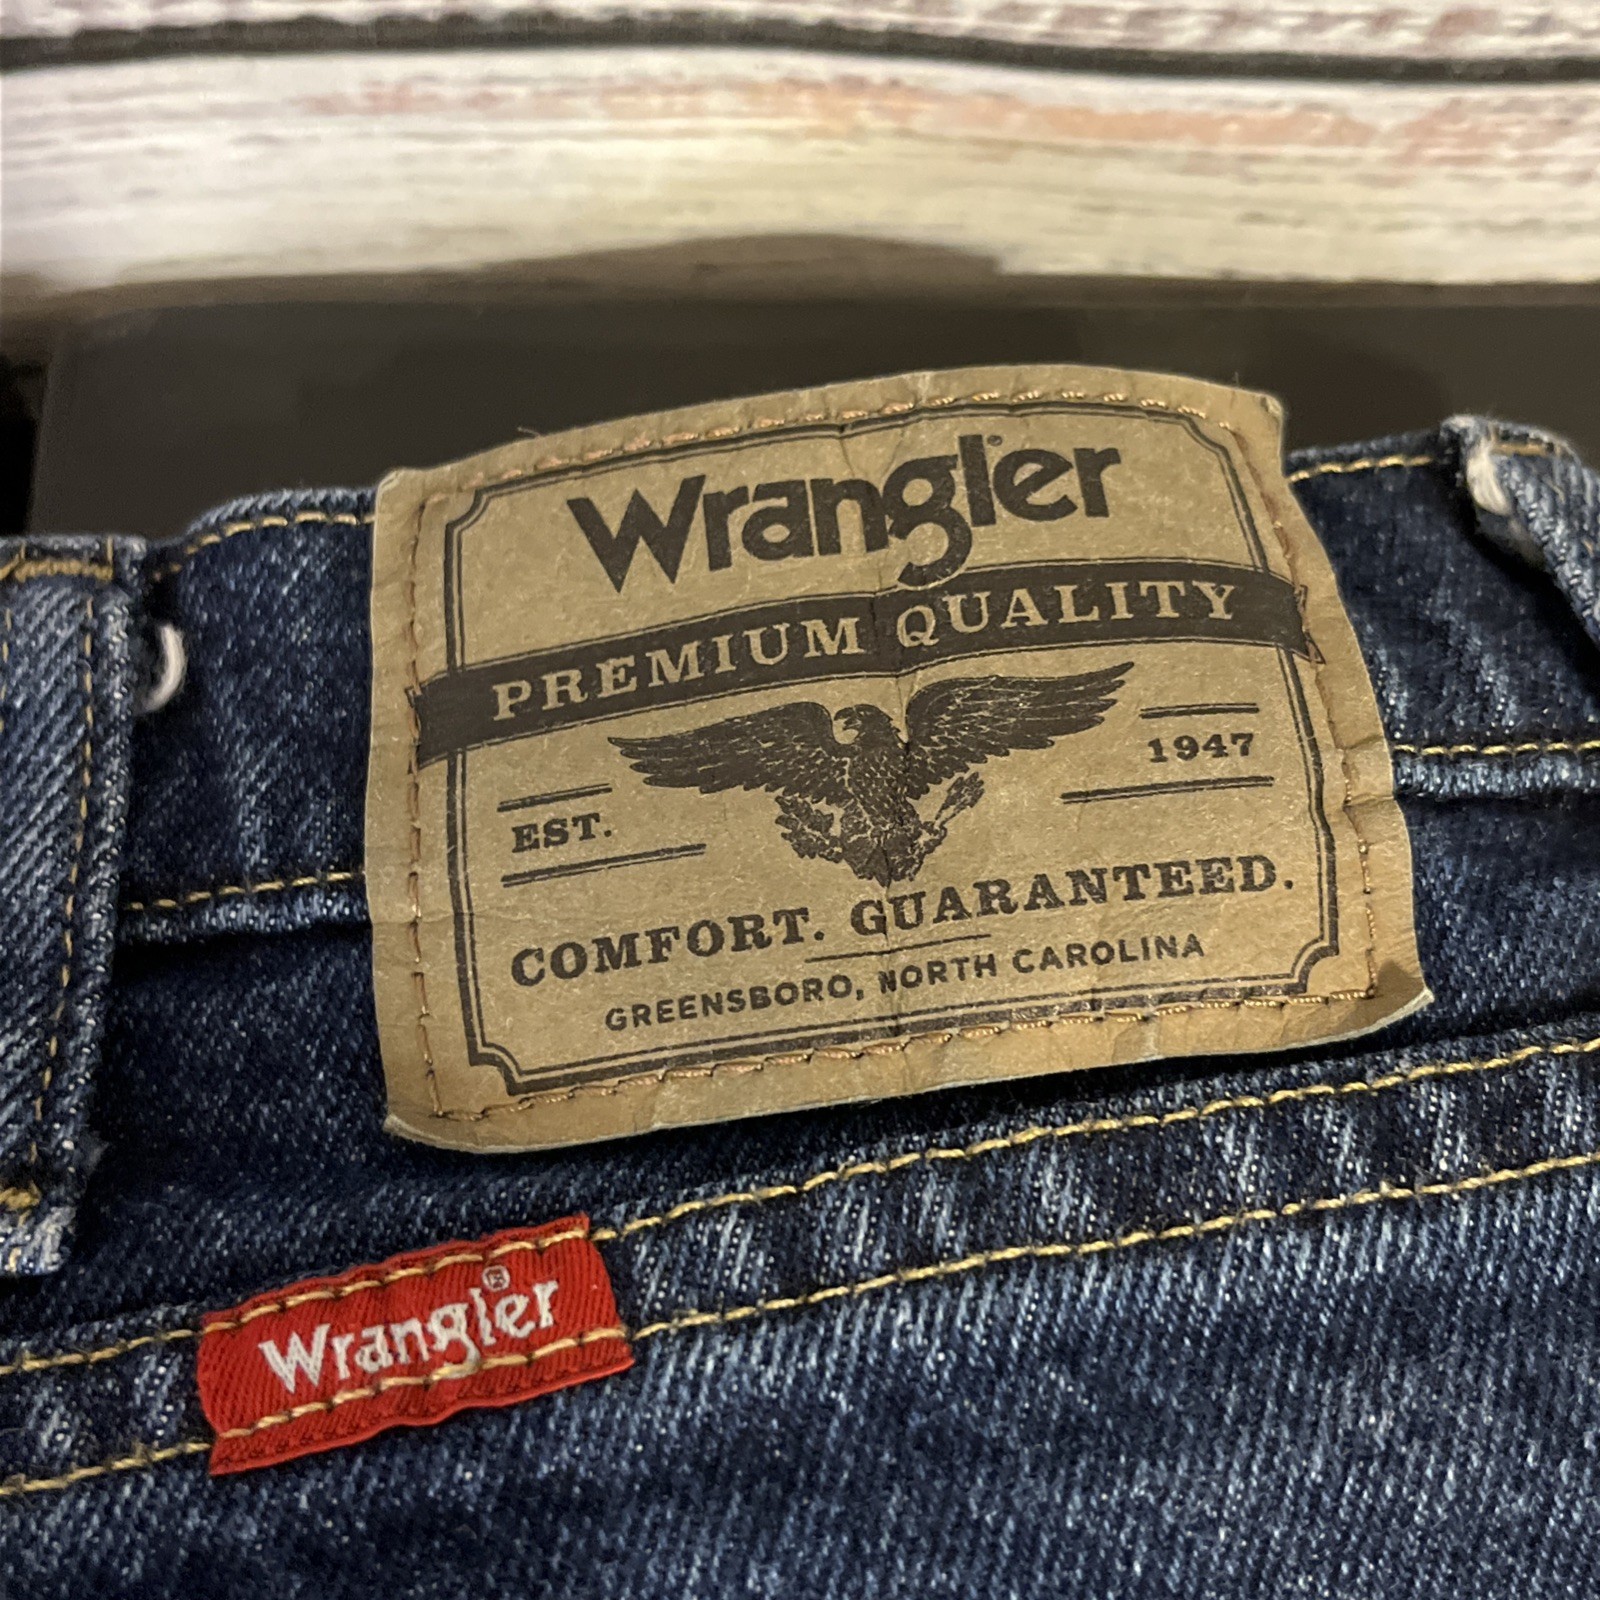 Wrangler
PREMIUM QUALITY
EST. 1947
COMFORT. GUARANTEED.
GREENSBORO, NORTH CAROLINA
Wrangler®